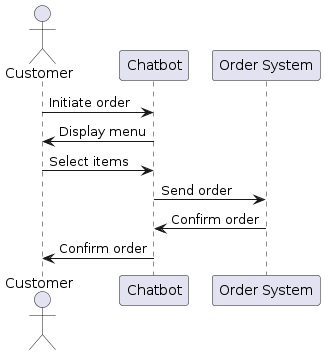 Customer
Chatbot
Order System
Initiate order
Display menu
Select items
Send order
Confirm order
Confirm order
Customer
Chatbot
Order System